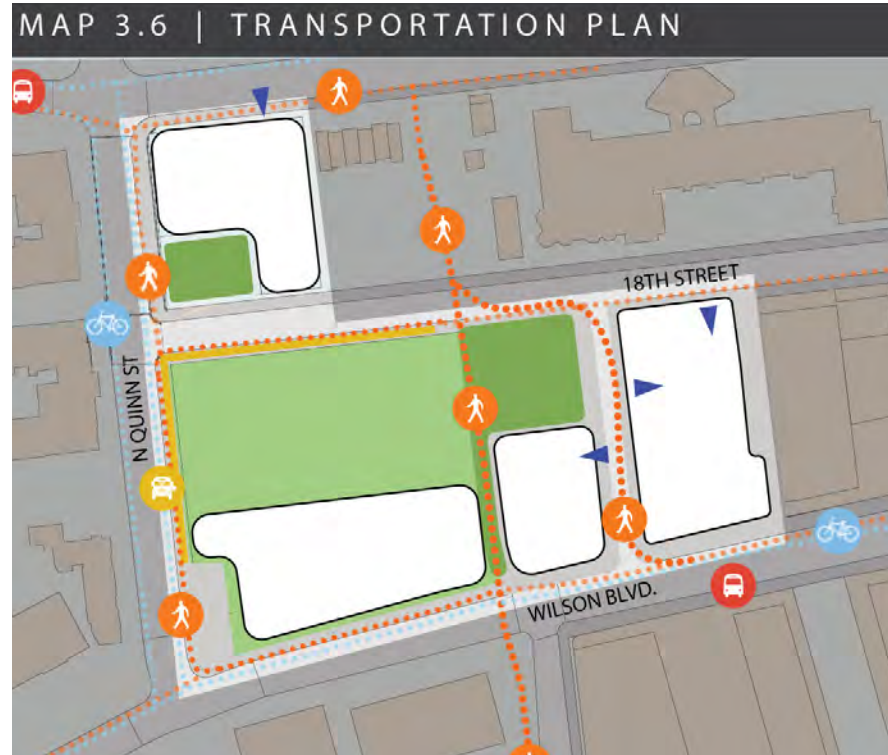 MAP 3.6 | TRANSPORTATION PLAN
18TH STREET
N QUINN ST
WILSON BLVD.